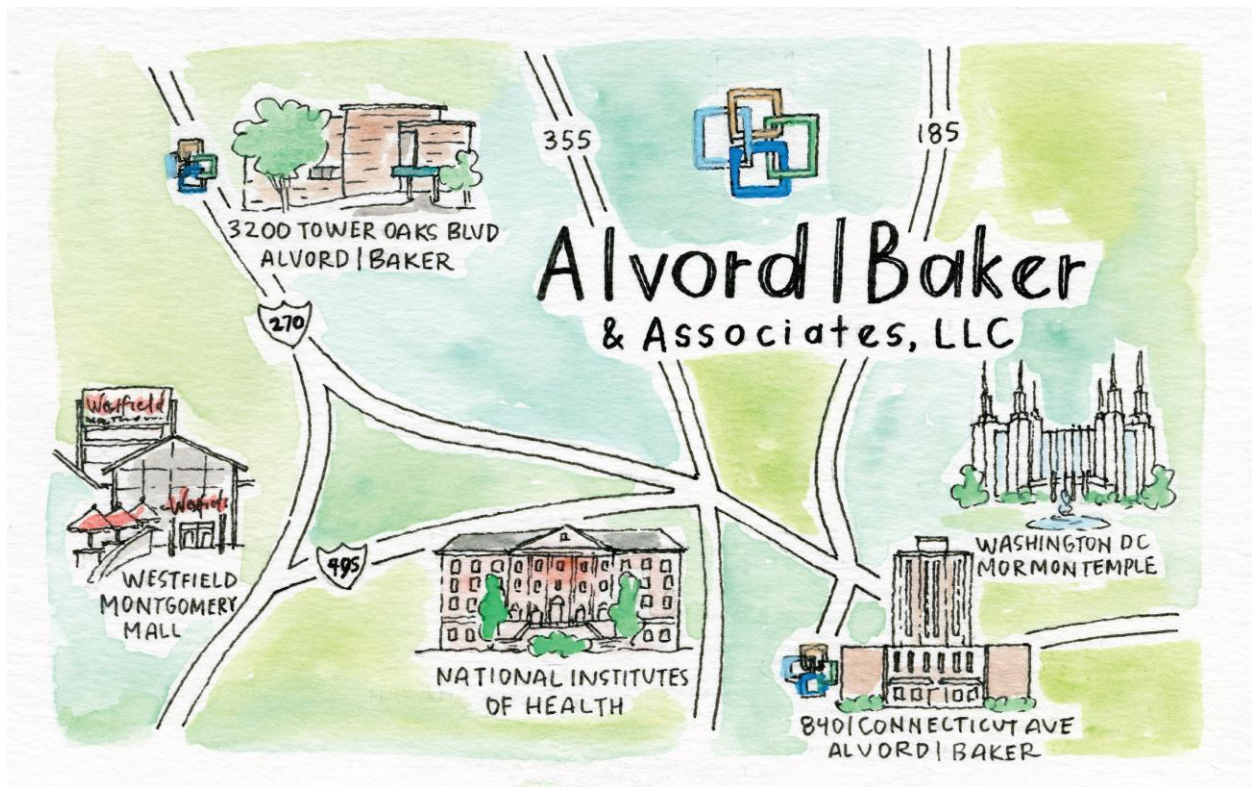 355
185
3200 TOWER OAKS BLVD
ALVORD | BAKER
Alvord | Baker
& Associates, LLC
270
Westfield
Westfield
WESTFIELD
MONTGOMERY
MALL
495
NATIONAL INSTITUTES
OF HEALTH
WASHINGTON DC
MORMON TEMPLE
8401 CONNECTICUT AVE
ALVORD | BAKER